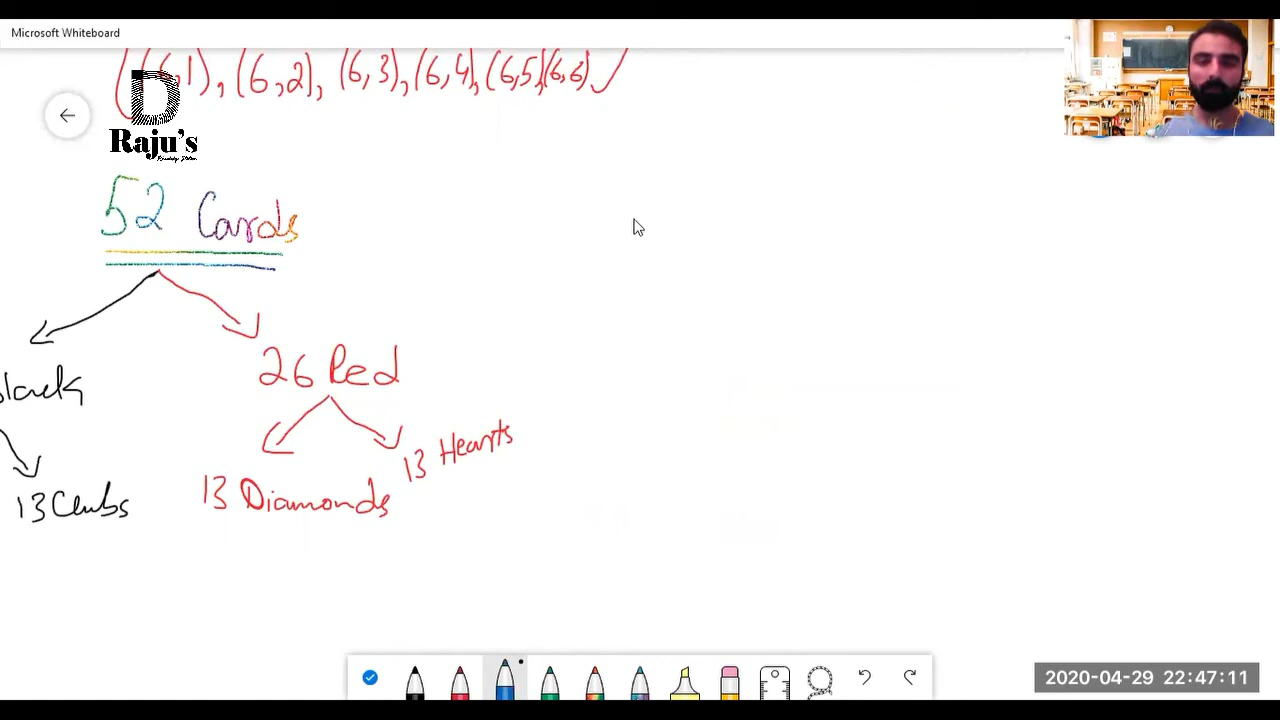 Microsoft Whiteboard
(6,1), (6,2), (6,3), (6,4), (6,5), (6,6)
D
Raju's
52 Cards
26 Red
13 Hearts
13 Diamonds
13 Clubs
2020-04-29 22:47:11